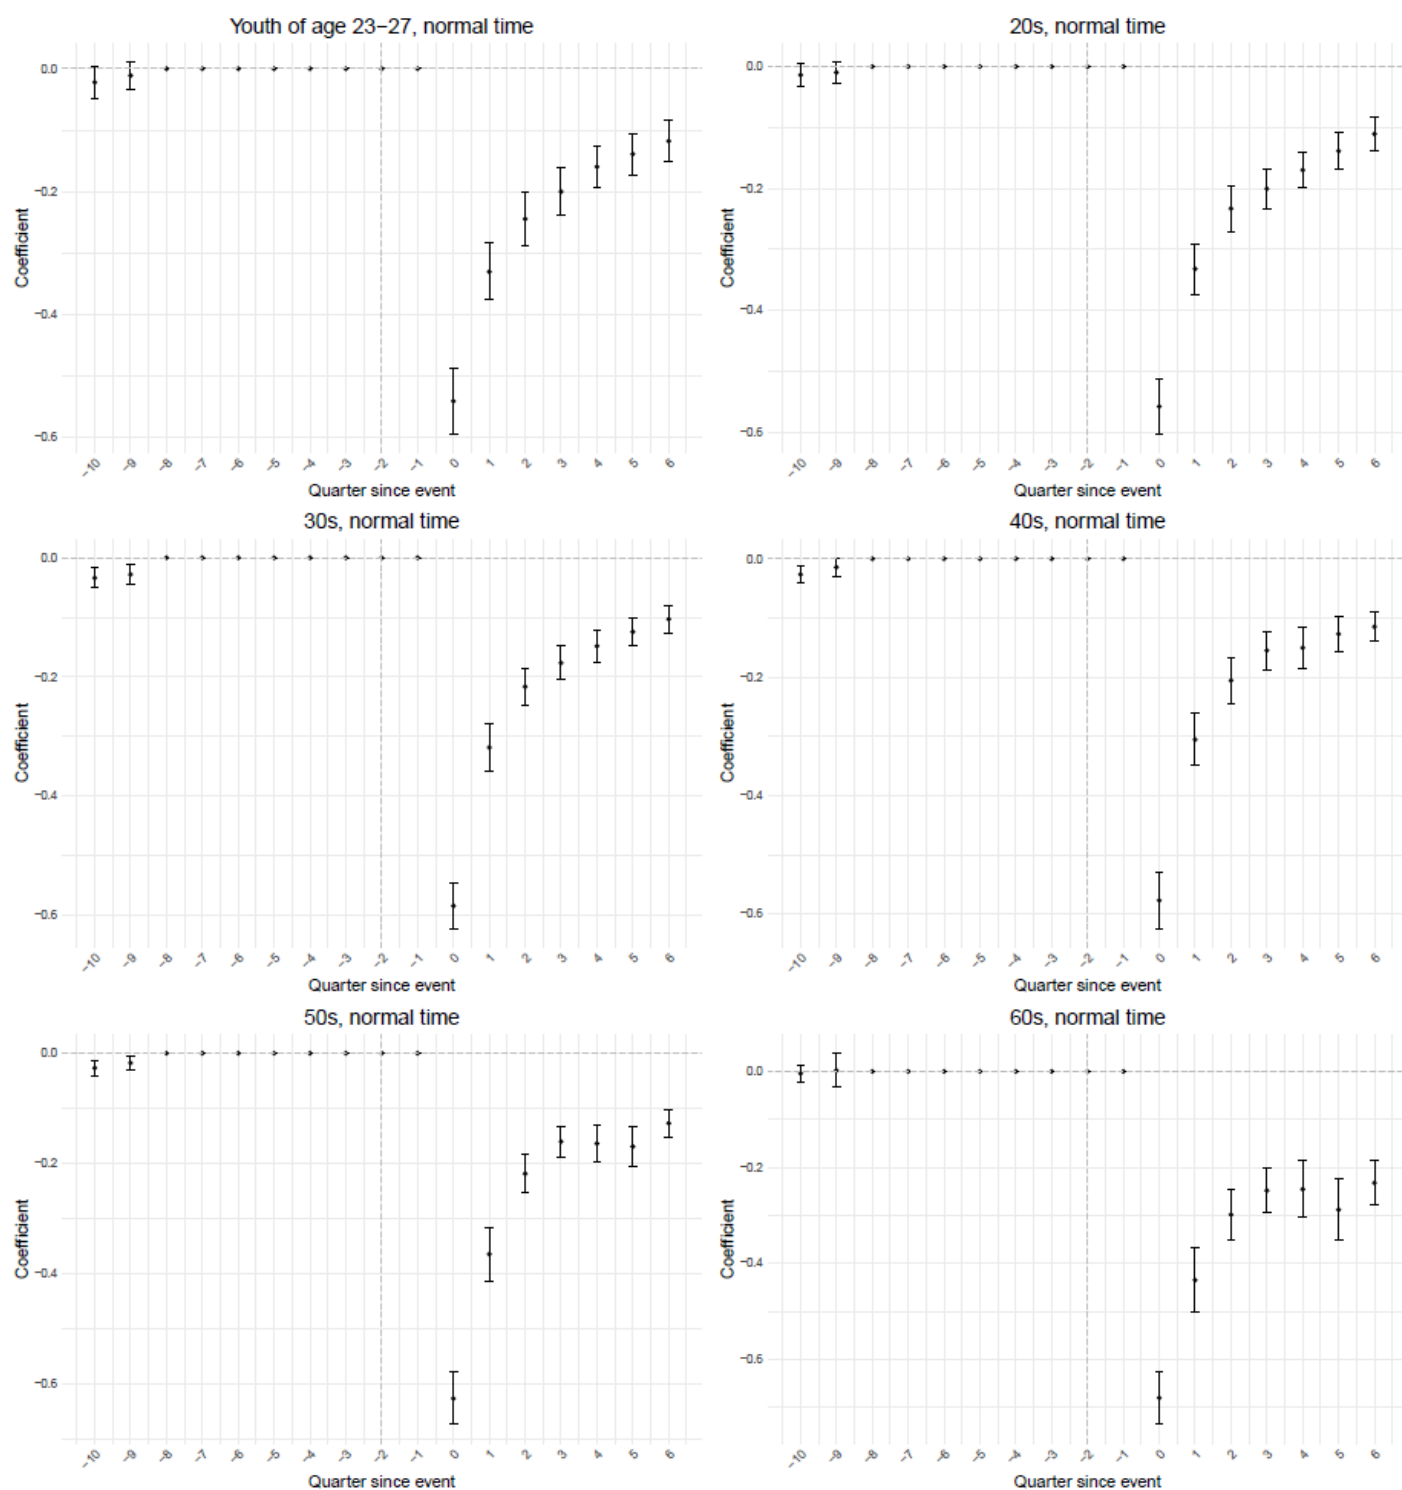 Youth of age 23−27, normal time
0.0
−0.2
−0.4
−0.6
Coefficient
−10 −9 −8 −7 −6 −5 −4 −3 −2 −1 0 1 2 3 4 5 6
Quarter since event
20s, normal time
0.0
−0.2
−0.4
−0.6
Coefficient
−10 −9 −8 −7 −6 −5 −4 −3 −2 −1 0 1 2 3 4 5 6
Quarter since event
30s, normal time
0.0
−0.2
−0.4
−0.6
Coefficient
−10 −9 −8 −7 −6 −5 −4 −3 −2 −1 0 1 2 3 4 5 6
Quarter since event
40s, normal time
0.0
−0.2
−0.4
−0.6
Coefficient
−10 −9 −8 −7 −6 −5 −4 −3 −2 −1 0 1 2 3 4 5 6
Quarter since event
50s, normal time
0.0
−0.2
−0.4
−0.6
Coefficient
−10 −9 −8 −7 −6 −5 −4 −3 −2 −1 0 1 2 3 4 5 6
Quarter since event
60s, normal time
0.0
−0.2
−0.4
−0.6
Coefficient
−10 −9 −8 −7 −6 −5 −4 −3 −2 −1 0 1 2 3 4 5 6
Quarter since event